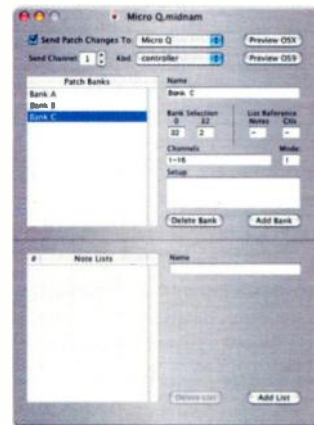 Micro Q.midnam
Send Patch Changes To: Micro Q Preview OSX
Send Channel: 1 Kbd: controller Preview OS9
Patch Banks
Bank A
Bank B
Bank C
Name
Bank C
Bank Selection List Reference
0 32 Notes Ctls
32 2 - -
Channels Mode
1-16 1
Setup
Delete Bank Add Bank
# Note Lists
Name
Delete List Add List